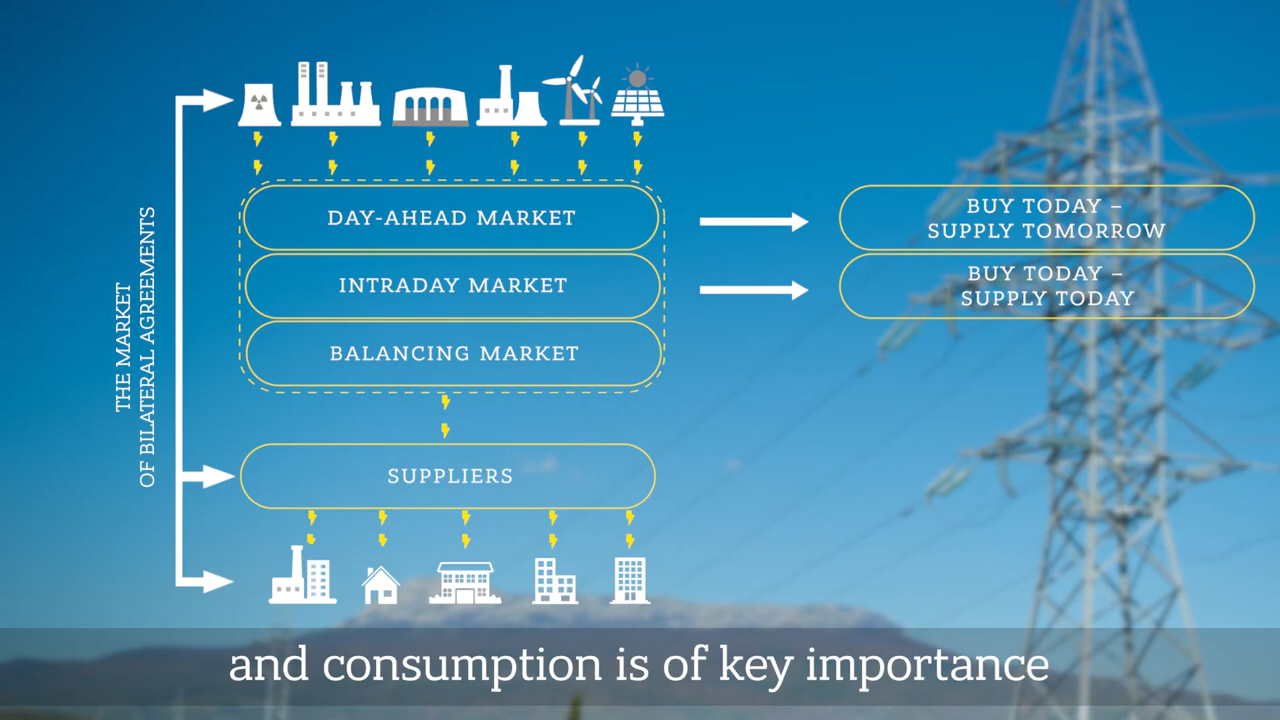 THE MARKET
OF BILATERAL AGREEMENTS
DAY-AHEAD MARKET
INTRADAY MARKET
BALANCING MARKET
BUY TODAY –
SUPPLY TOMORROW
BUY TODAY –
SUPPLY TODAY
SUPPLIERS
and consumption is of key importance